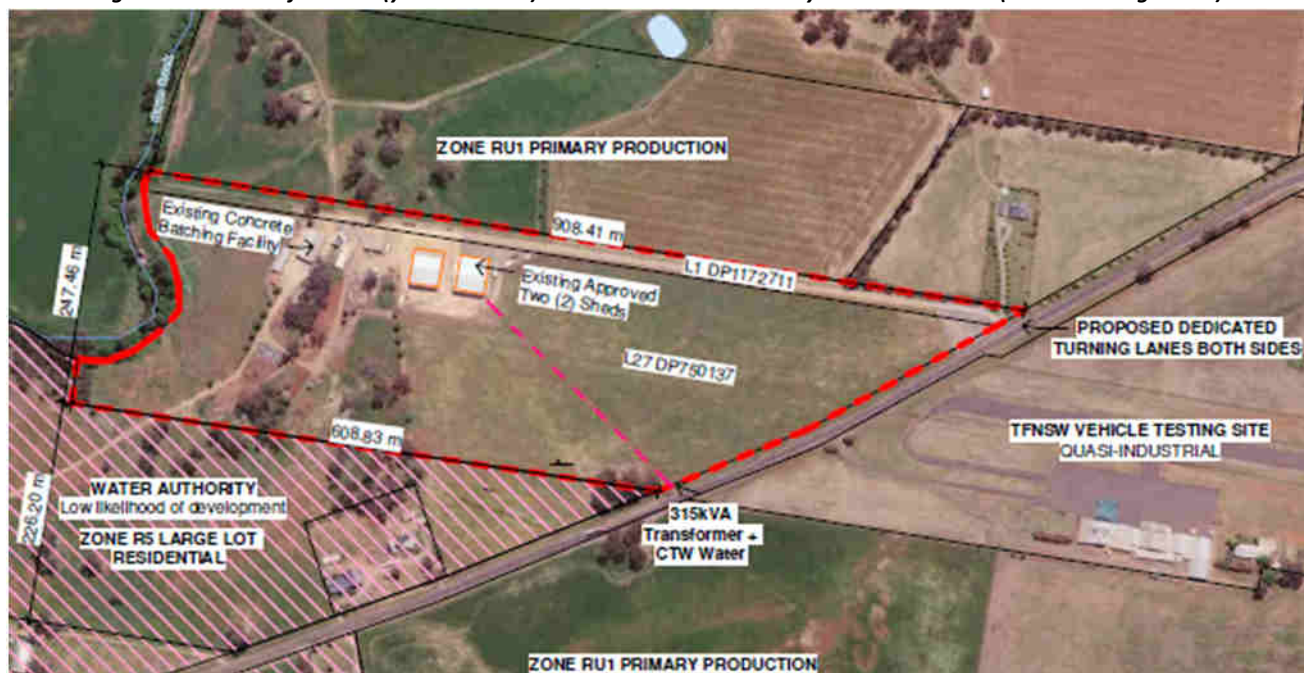 ZONE RU1 PRIMARY PRODUCTION
Existing Concrete
Batching Facility
908.41 m
L1 DP1172711
Existing Approved
Two (2) Sheds
247.46 m
PROPOSED DEDICATED
TURNING LANES BOTH SIDES
L27 DP750137
608.83 m
TFNSW VEHICLE TESTING SITE
QUASI-INDUSTRIAL
WATER AUTHORITY
Low likelihood of development
ZONE R5 LARGE LOT
RESIDENTIAL
226.20 m
315kVA
Transformer +
CTW Water
ZONE RU1 PRIMARY PRODUCTION